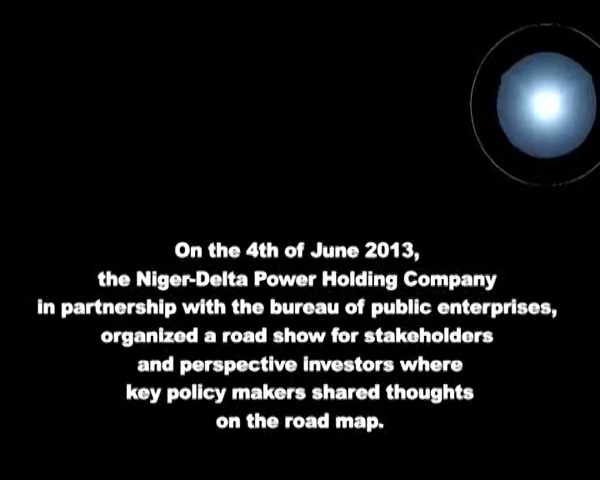 On the 4th of June 2013,
the Niger-Delta Power Holding Company
in partnership with the bureau of public enterprises,
organized a road show for stakeholders
and perspective investors where
key policy makers shared thoughts
on the road map.